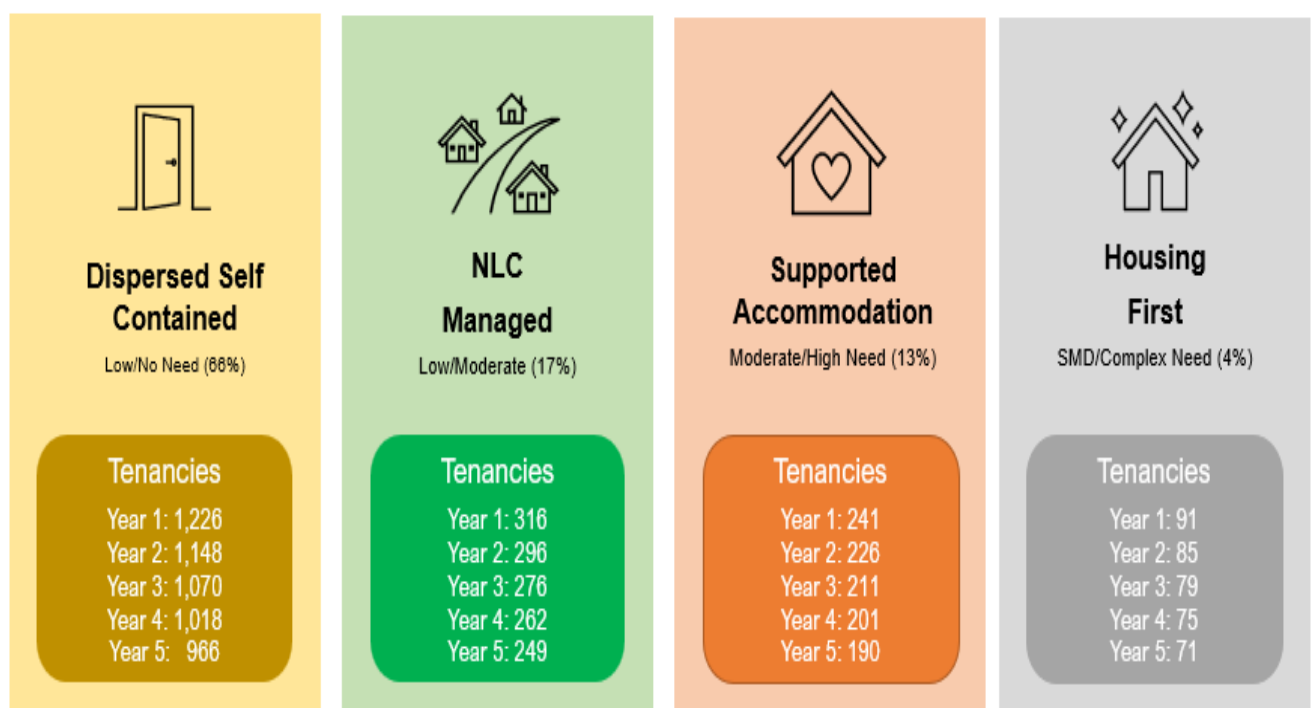 Dispersed Self
Contained
Low/No Need (66%)
Tenancies
Year 1: 1,226
Year 2: 1,148
Year 3: 1,070
Year 4: 1,018
Year 5: 966
NLC
Managed
Low/Moderate (17%)
Tenancies
Year 1: 316
Year 2: 296
Year 3: 276
Year 4: 262
Year 5: 249
Supported
Accommodation
Moderate/High Need (13%)
Tenancies
Year 1: 241
Year 2: 226
Year 3: 211
Year 4: 201
Year 5: 190
Housing
First
SMD/Complex Need (4%)
Tenancies
Year 1: 91
Year 2: 85
Year 3: 79
Year 4: 75
Year 5: 71